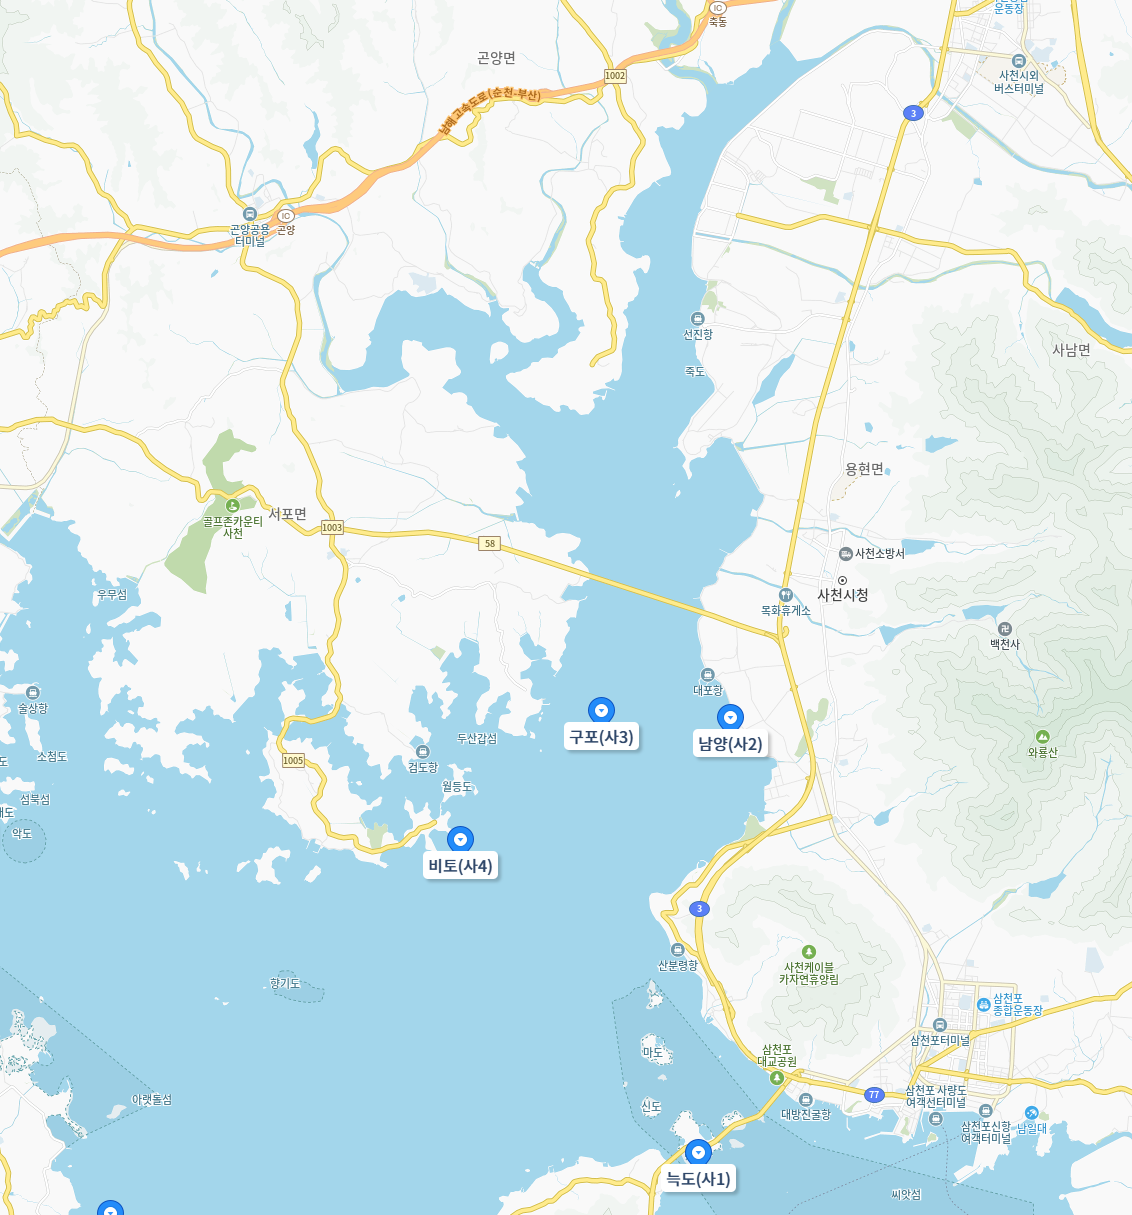 운동장
IC
축동
곤양면
1002
사천시외
버스터미널
남해고속도로(순천-부산)
3
곤양공용
터미널
IC
곤양
선진항
사남면
죽도
용현면
골프존카운티
사천
서포면
1003
58
사천소방서
우무섬
목화휴게소
사천시청
백천사
술상항
대포항
구포(사3)
남양(사2)
소첨도
두산갑섬
검도항
와룡산
도
1005
월등도
섬북섬
대도
악도
비토(사4)
3
산분령항
사천케이블
카자연휴양림
향기도
삼천포
종합운동장
삼천포터미널
마도
삼천포
대교공원
아랫돌섬
신도
77
대방진굴항
삼천포 사량도
여객선터미널
삼천포신항
여객터미널
남일대
늑도(사1)
씨앗섬